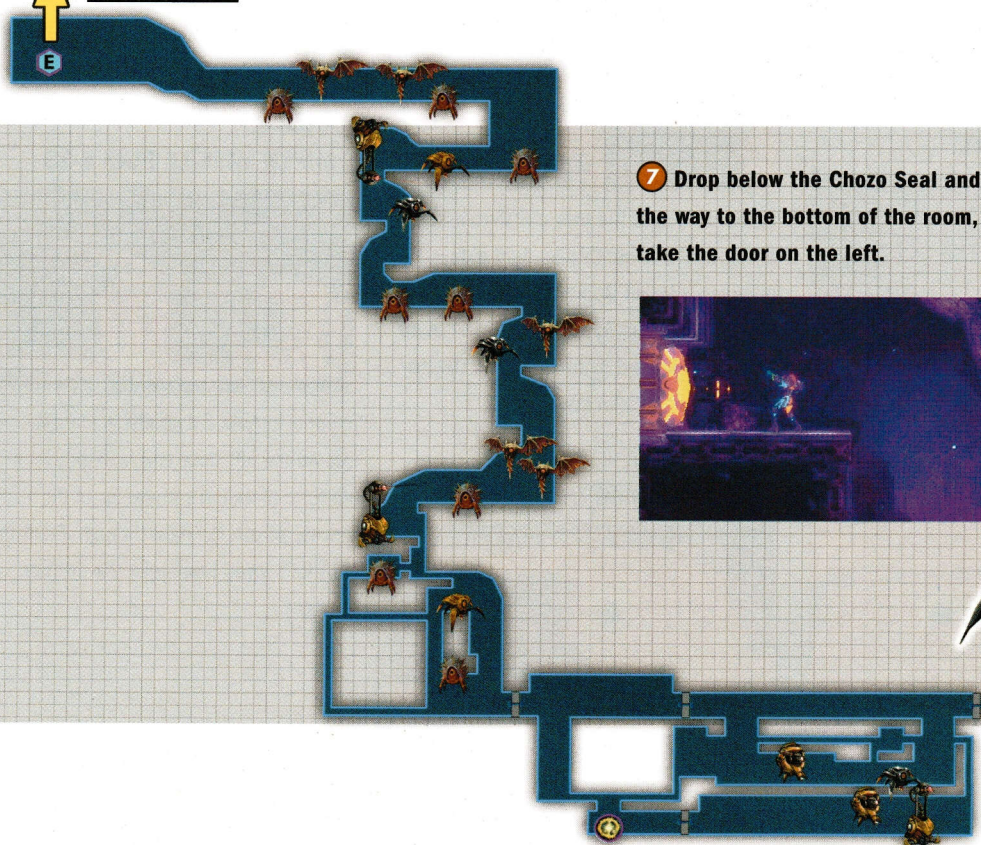 E
7 Drop below the Chozo Seal and
the way to the bottom of the room,
take the door on the left.